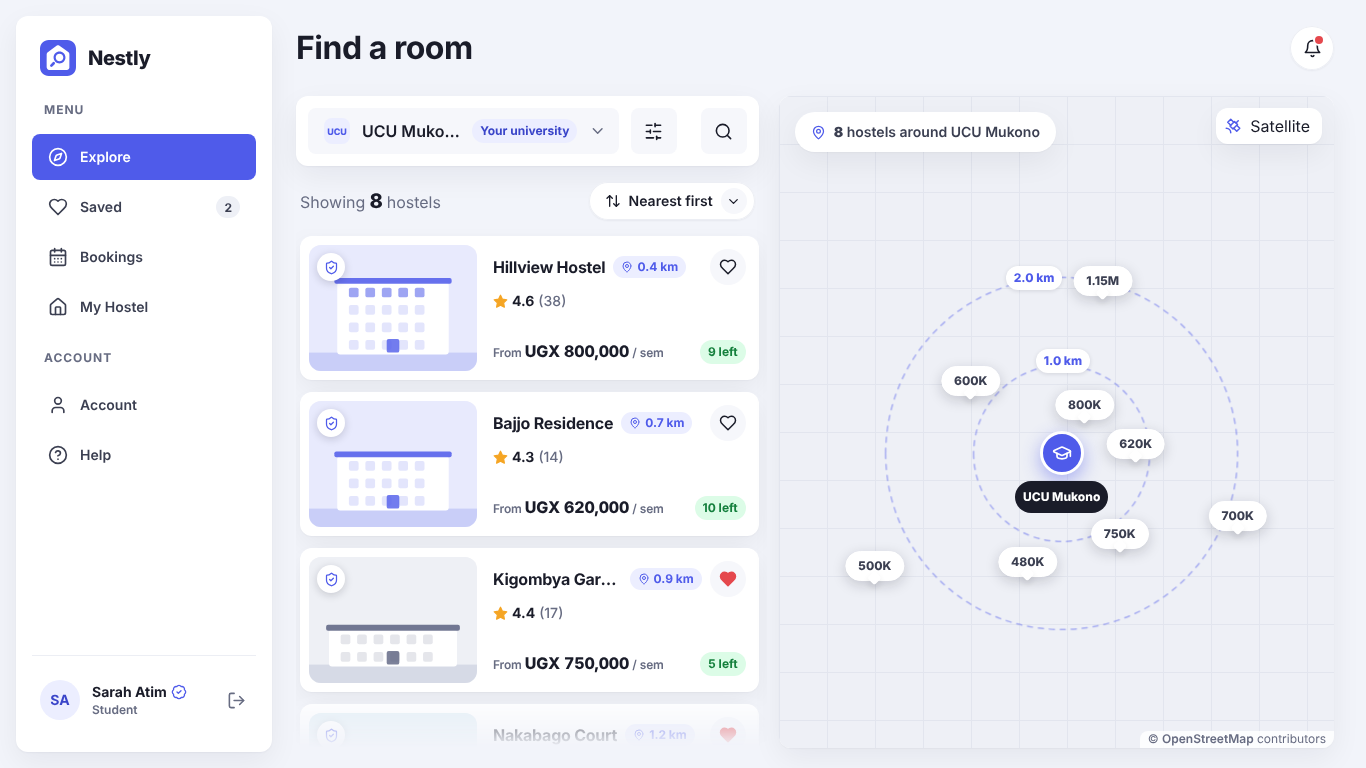 Nestly
MENU
Explore
Saved 2
Bookings
My Hostel
ACCOUNT
Account
Help
SA Sarah Atim
Student
Find a room
UCU UCU Muko... Your university
Showing 8 hostels
Nearest first
Hillview Hostel 0.4 km
4.6 (38)
From UGX 800,000 / sem 9 left
Bajjo Residence 0.7 km
4.3 (14)
From UGX 620,000 / sem 10 left
Kigombya Gar... 0.9 km
4.4 (17)
From UGX 750,000 / sem 5 left
Nakabago Court 1.2 km
8 hostels around UCU Mukono
Satellite
2.0 km
1.15M
1.0 km
600K
800K
620K
UCU Mukono
700K
750K
480K
500K
© OpenStreetMap contributors